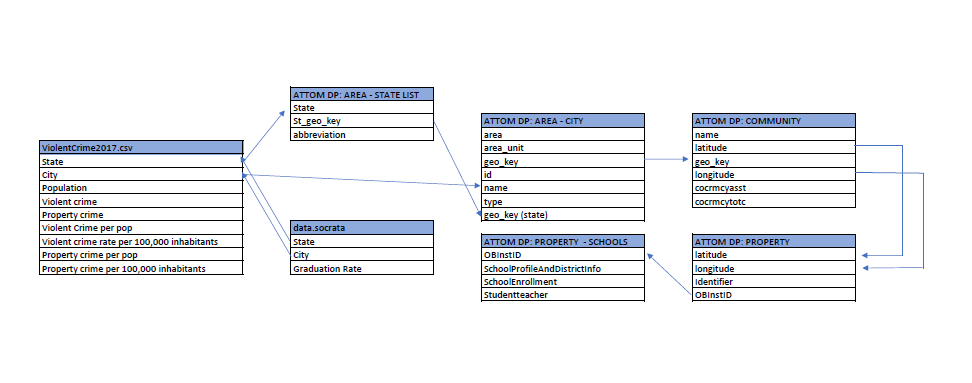 ATTOM DP: AREA - STATE LIST
State
St_geo_key
abbreviation
ViolentCrime2017.csv
State
City
Population
Violent crime
Property crime
Violent Crime per pop
Violent crime rate per 100,000 inhabitants
Property crime per pop
Property crime per 100,000 inhabitants
data.socrata
State
City
Graduation Rate
ATTOM DP: AREA - CITY
area
area_unit
geo_key
id
name
type
geo_key (state)
ATTOM DP: PROPERTY - SCHOOLS
OBInstID
SchoolProfileAndDistrictInfo
SchoolEnrollment
Studentteacher
ATTOM DP: COMMUNITY
name
latitude
geo_key
longitude
cocrmcyasst
cocrmcytotc
ATTOM DP: PROPERTY
latitude
longitude
Identifier
OBInstID